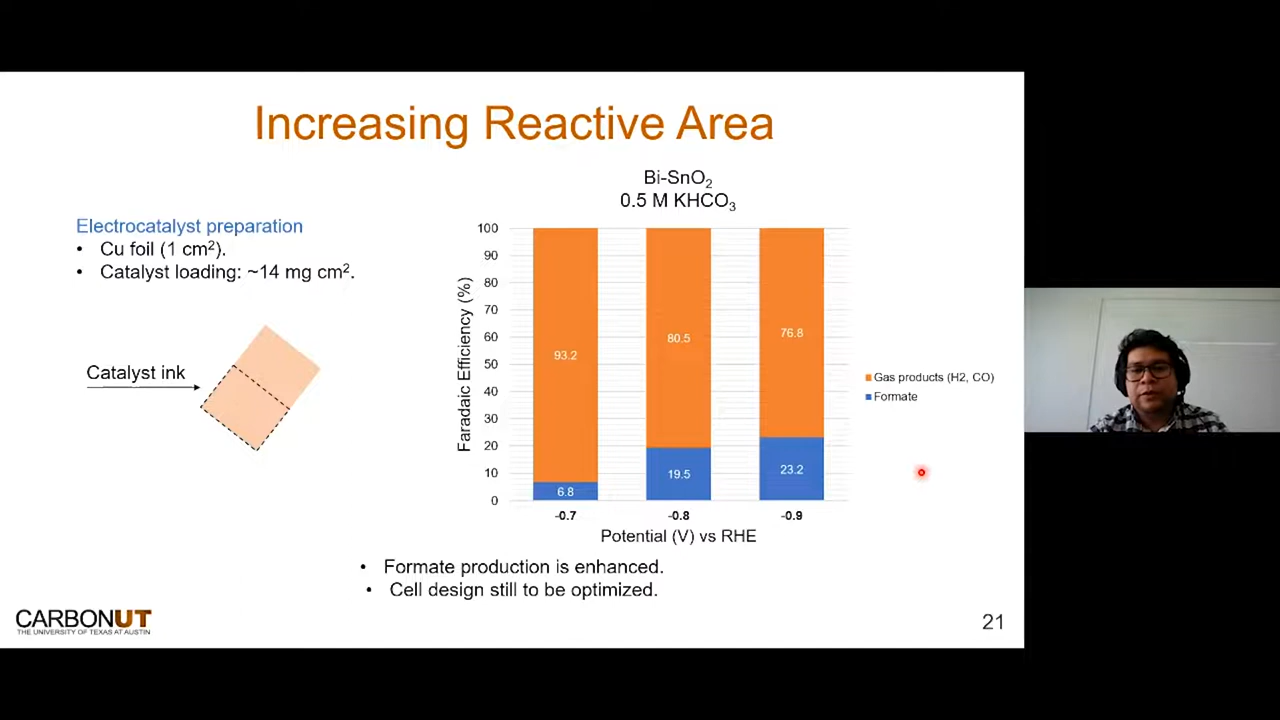 Increasing Reactive Area
Electrocatalyst preparation
• Cu foil (1 cm²).
• Catalyst loading: ~14 mg cm².
Catalyst ink
Bi-SnO₂
0.5 M KHCO₃
Faradaic Efficiency (%)
100
90
80
70
60
50
40
30
20
10
0
93.2
80.5
76.8
6.8
19.5
23.2
-0.7
-0.8
-0.9
Potential (V) vs RHE
Gas products (H2, CO)
Formate
• Formate production is enhanced.
• Cell design still to be optimized.
CARBONUT
THE UNIVERSITY OF TEXAS AT AUSTIN
21